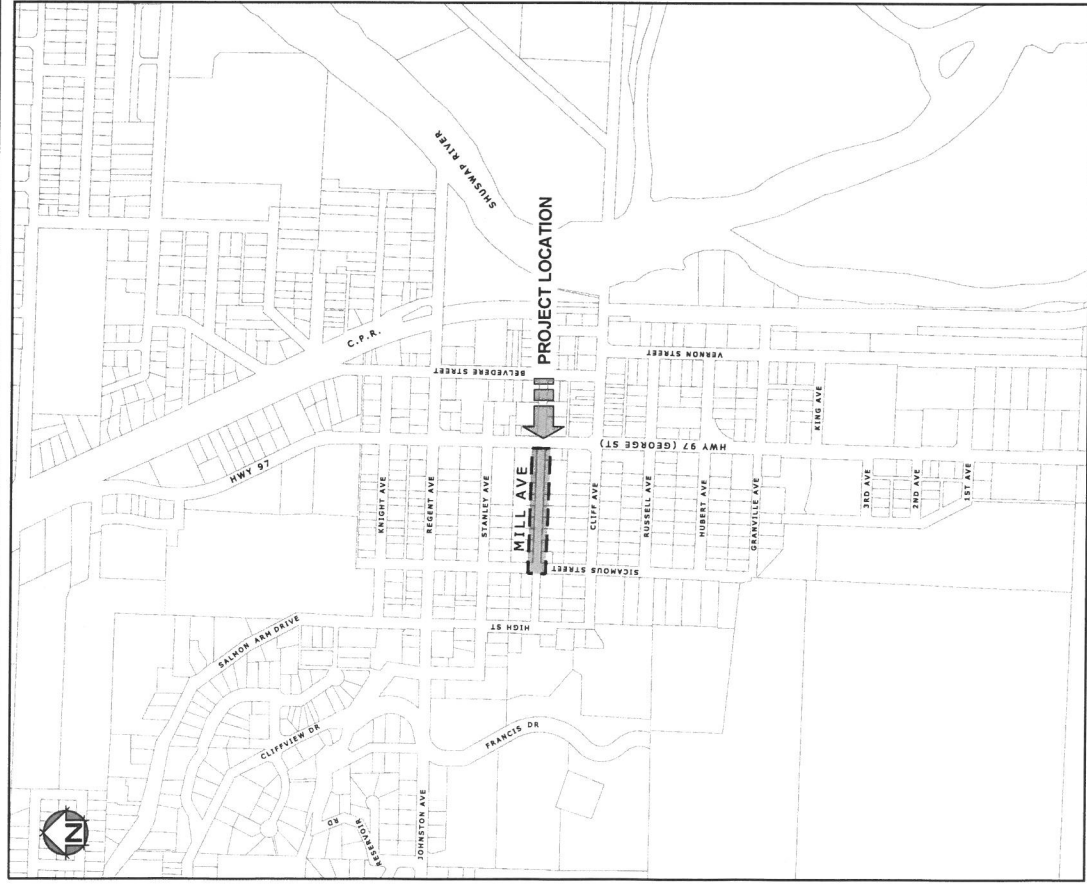 N
SHUSWAP RIVER
PROJECT LOCATION
C.P.R.
BELVEDERE STREET
VERNON STREET
HWY 97
HWY 97 (GEORGE ST)
KING AVE
KNIGHT AVE
REGENT AVE
STANLEY AVE
MILL AVE
CLIFF AVE
RUSSELL AVE
HUBERT AVE
GRANVILLE AVE
3RD AVE
2ND AVE
1ST AVE
SICAMOUS STREET
HIGH ST
SALMON ARM DRIVE
CLIFFVIEW DR
FRANCIS DR
JOHNSTON AVE
RESERVOIR
RD